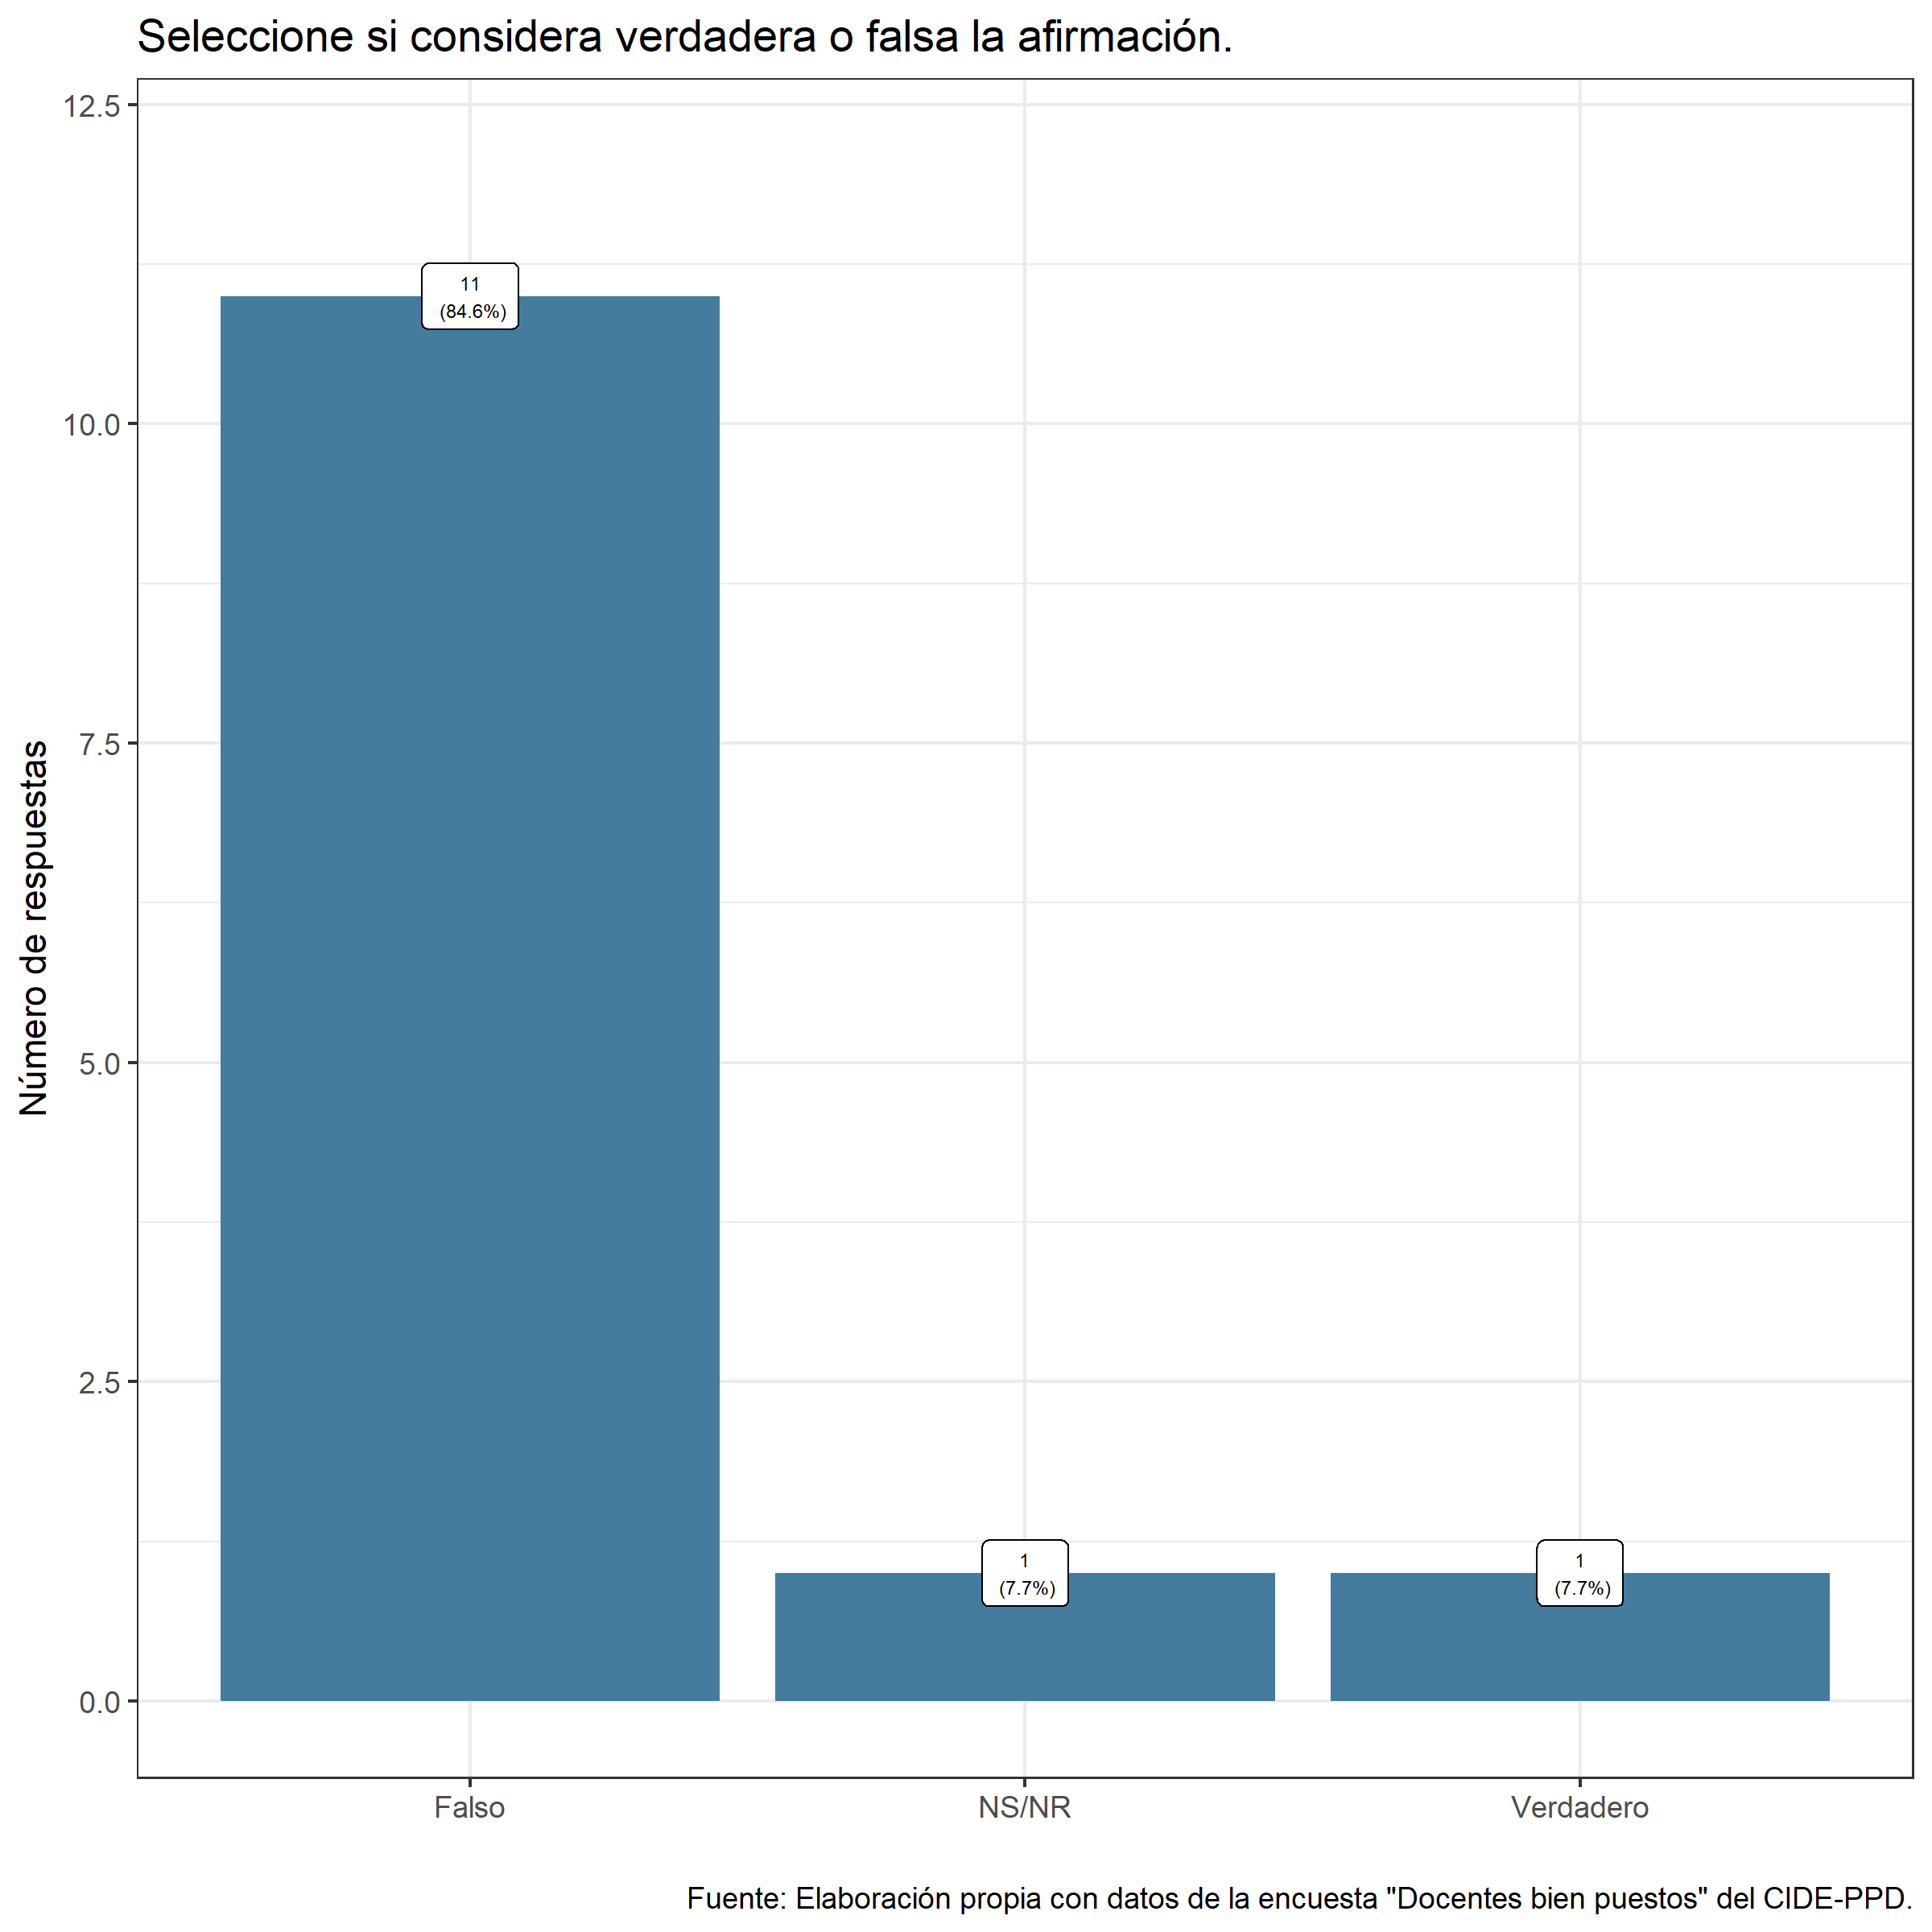 Seleccione si considera verdadera o falsa la afirmación.
12.5
10.0
7.5
5.0
2.5
0.0
Número de respuestas
11
(84.6%)
1
(7.7%)
1
(7.7%)
Falso
NS/NR
Verdadero
Fuente: Elaboración propia con datos de la encuesta "Docentes bien puestos" del CIDE-PPD.